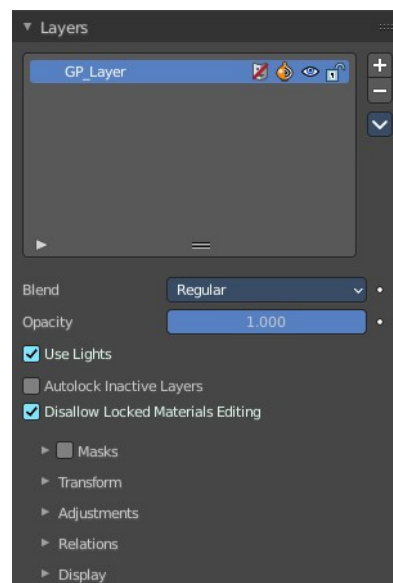 Layers
GP_Layer
Blend Regular
Opacity 1.000
Use Lights
Autolock Inactive Layers
Disallow Locked Materials Editing
Masks
Transform
Adjustments
Relations
Display